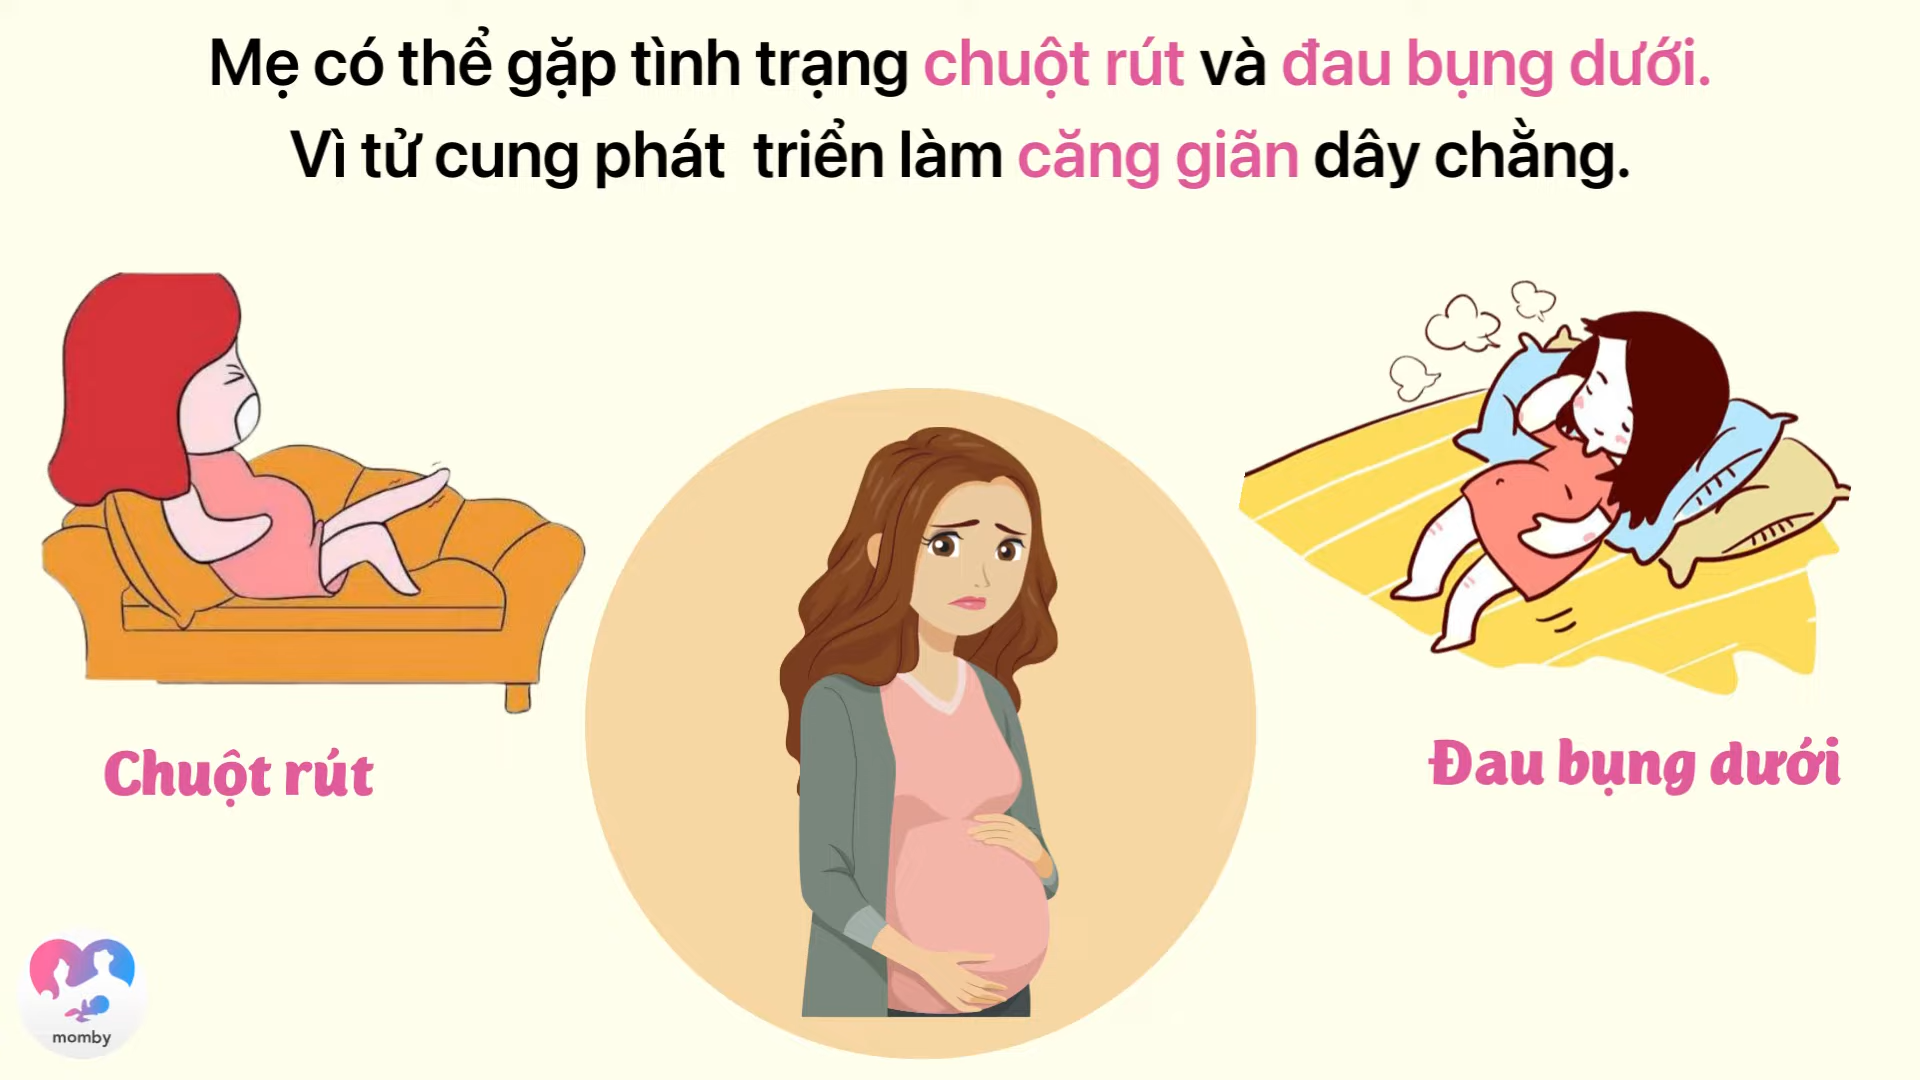 Mẹ có thể gặp tình trạng chuột rút và đau bụng dưới.
Vì tử cung phát triển làm căng giãn dây chằng.
Chuột rút
Đau bụng dưới
momby